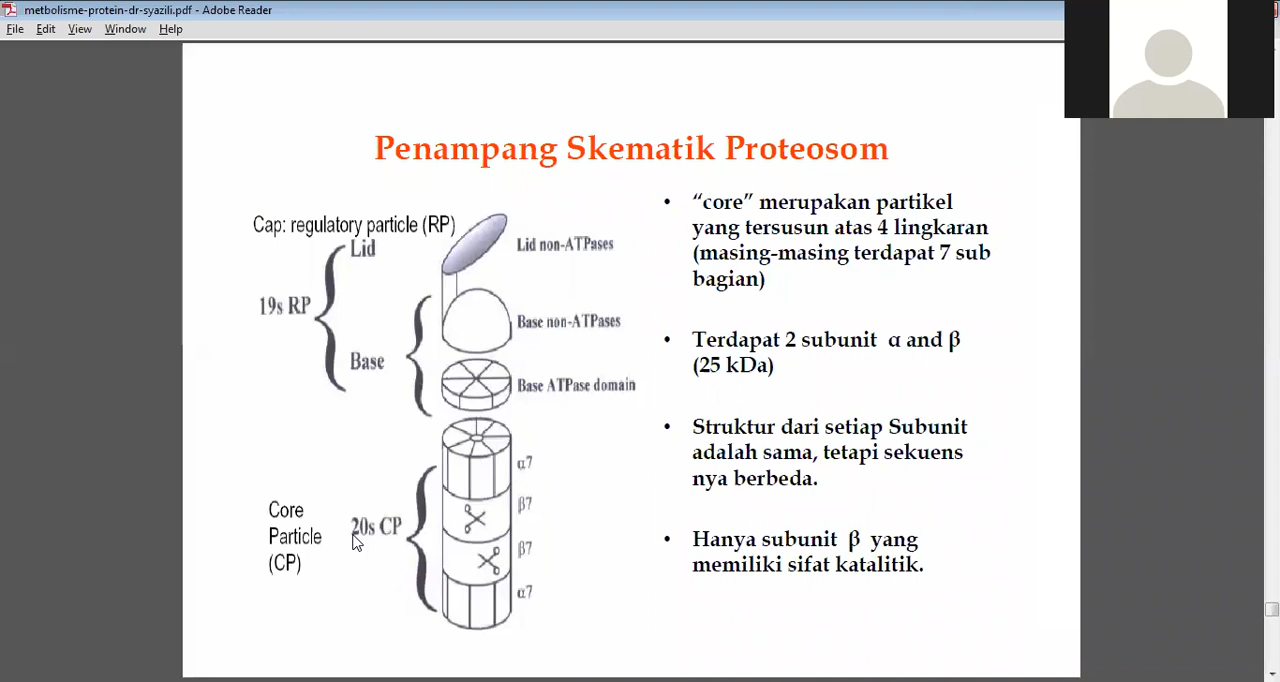 metbolisme-protein-dr-syazili.pdf - Adobe Reader
File Edit View Window Help
Penampang Skematik Proteosom
Cap: regulatory particle (RP)
Lid
19s RP
Base
Lid non-ATPases
Base non-ATPases
Base ATPase domain
α7
β7
β7
α7
Core
Particle
(CP)
20s CP
• “core” merupakan partikel
yang tersusun atas 4 lingkaran
(masing-masing terdapat 7 sub
bagian)
• Terdapat 2 subunit α and β
(25 kDa)
• Struktur dari setiap Subunit
adalah sama, tetapi sekuens
nya berbeda.
• Hanya subunit β yang
memiliki sifat katalitik.